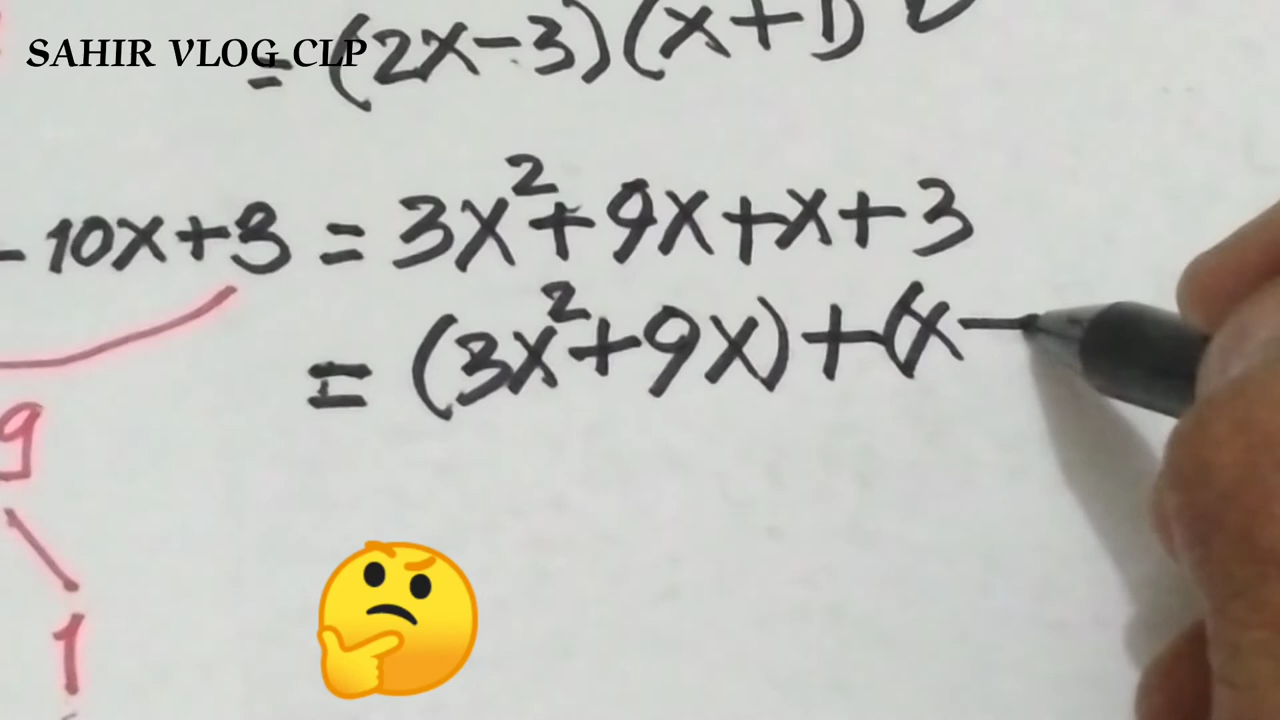 SAHIR VLOG CLP
= (2x-3)(x+1)
- 10x+3 = 3x²+9x+x+3
= (3x²+9x)+(x-
9
1